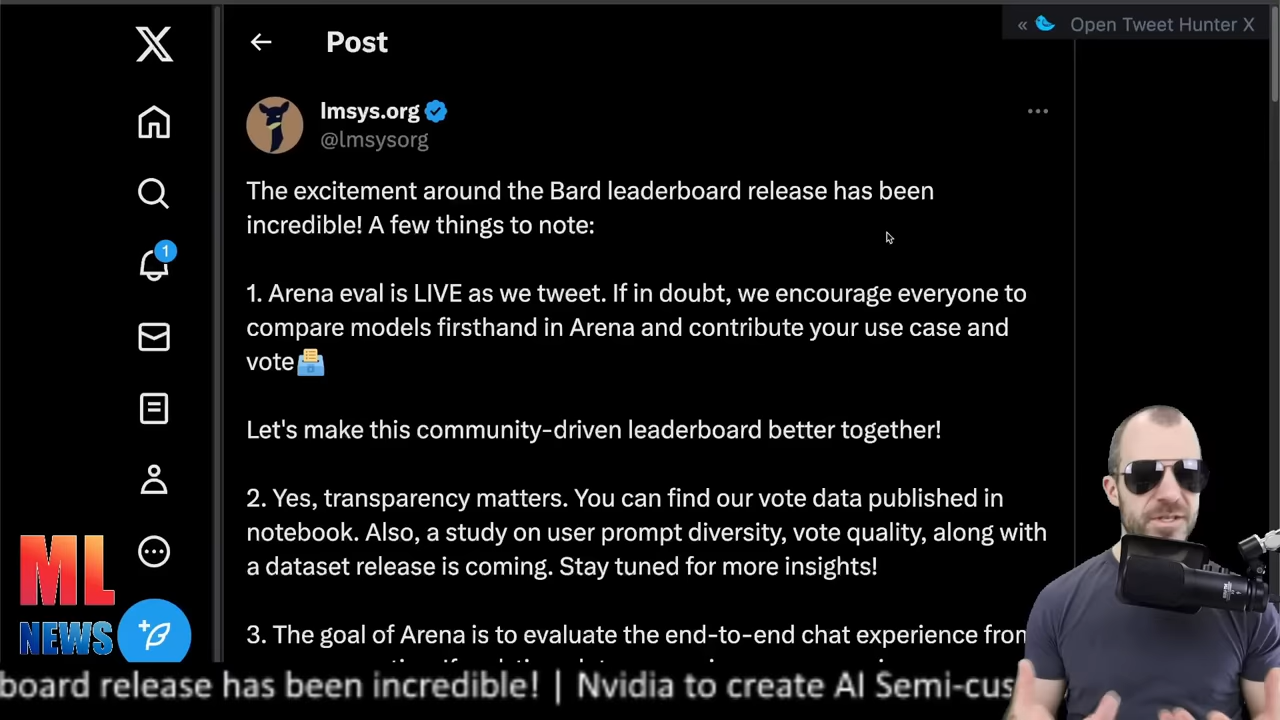 « Open Tweet Hunter X
Post
lmsys.org
@lmsysorg
The excitement around the Bard leaderboard release has been
incredible! A few things to note:
1. Arena eval is LIVE as we tweet. If in doubt, we encourage everyone to
compare models firsthand in Arena and contribute your use case and
vote
Let's make this community-driven leaderboard better together!
2. Yes, transparency matters. You can find our vote data published in
notebook. Also, a study on user prompt diversity, vote quality, along with
a dataset release is coming. Stay tuned for more insights!
3. The goal of Arena is to evaluate the end-to-end chat experience from
1
ML
NEWS
board release has been incredible! | Nvidia to create AI Semi-cus